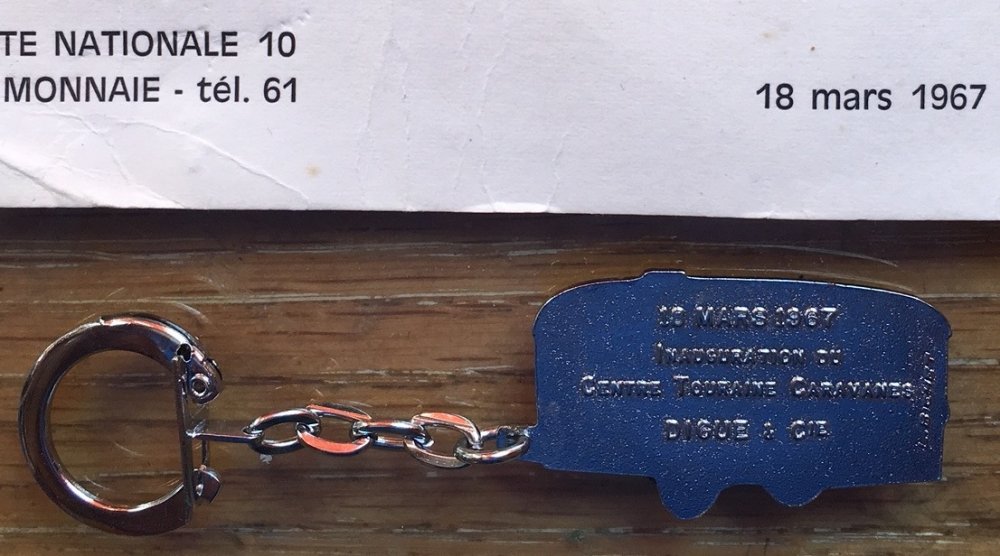 TE NATIONALE 10
MONNAIE - tél. 61
18 mars 1967
18 MARS 1967
INAUGURATION DU
CENTRE TOURAINE CARAVANES
DIGUE & CIE